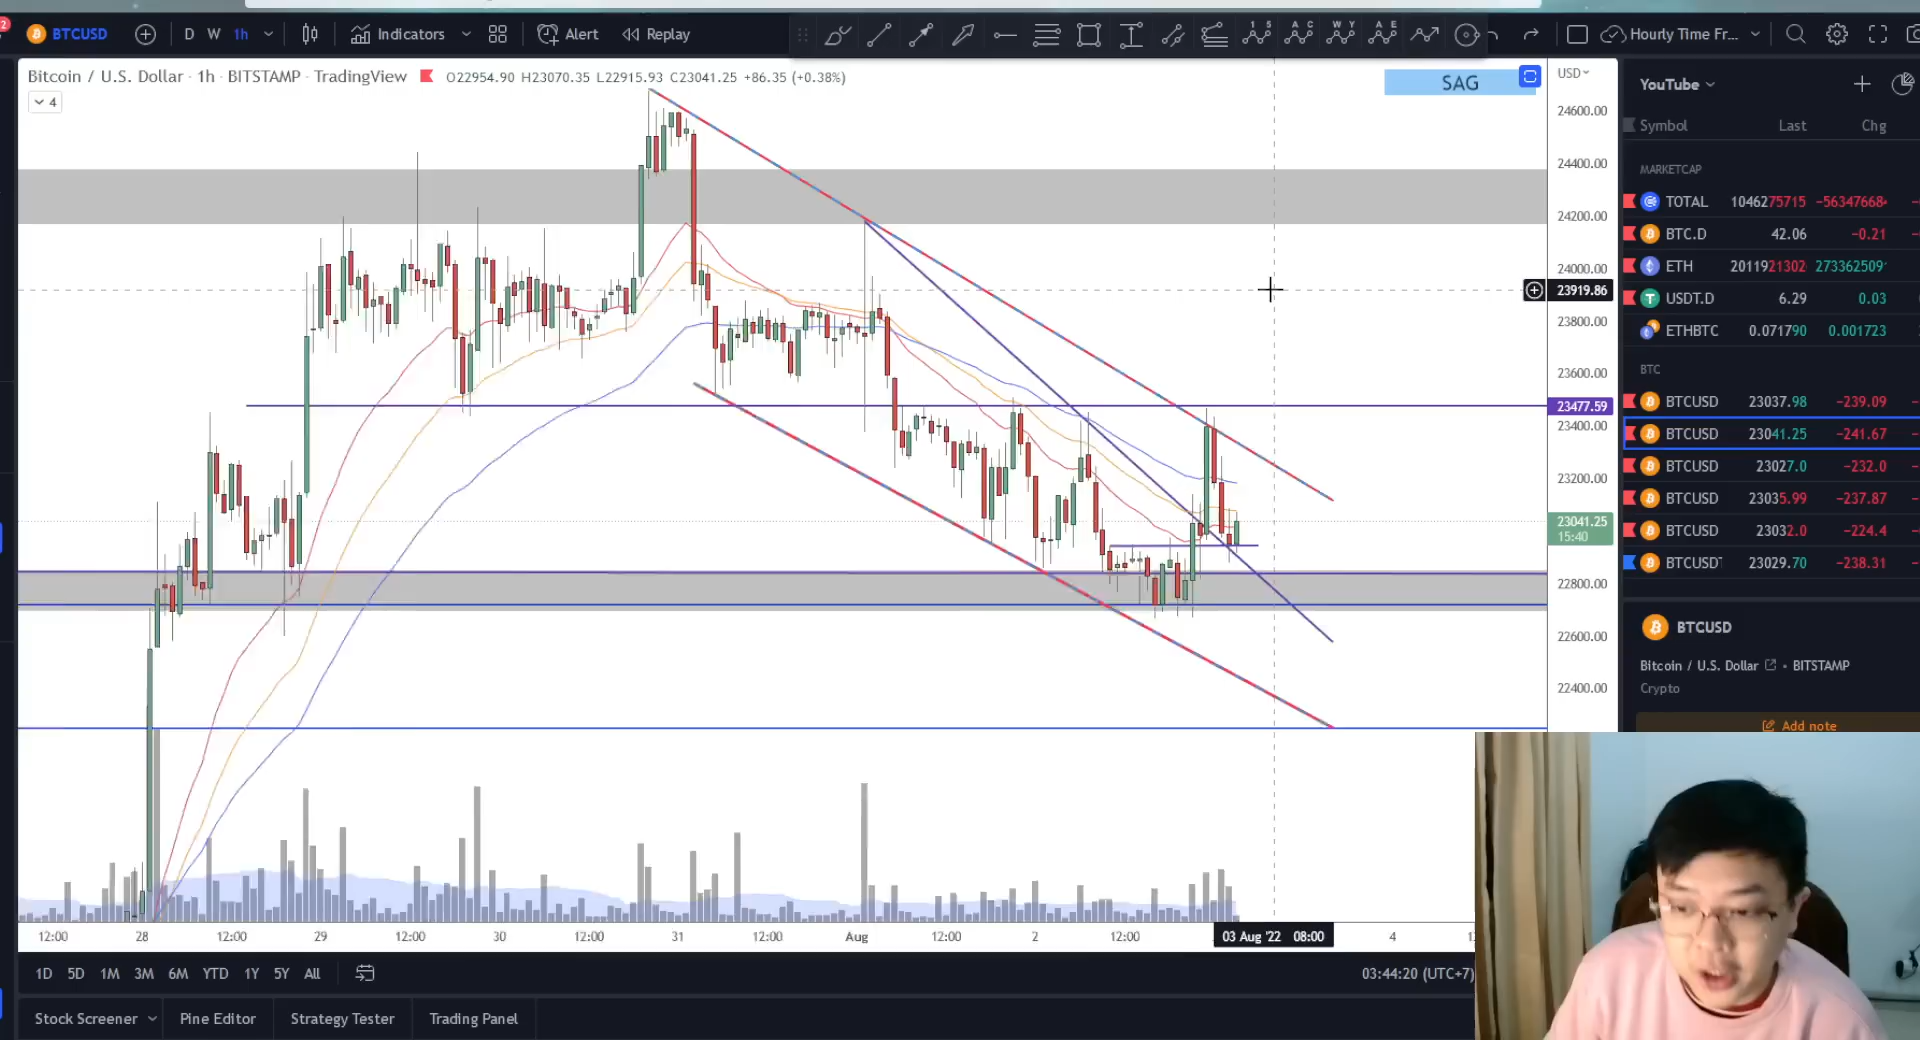 2
BTCUSD
D W 1h
Indicators
Alert
Replay
1 5
A C
W Y
A E
Hourly Time Fr...
Bitcoin / U.S. Dollar · 1h · BITSTAMP · TradingView
O22954.90 H23070.35 L22915.93 C23041.25 +86.35 (+0.38%)
4
SAG
USD
24600.00
24400.00
24200.00
24000.00
23919.86
23800.00
23600.00
23477.59
23400.00
23200.00
23041.25
15:40
22800.00
22600.00
22400.00
12:00 28 12:00 29 12:00 30 12:00 31 12:00 Aug 12:00 2 12:00 03 Aug '22 08:00 4
1D 5D 1M 3M 6M YTD 1Y 5Y All
03:44:20 (UTC+7)
Stock Screener
Pine Editor
Strategy Tester
Trading Panel
YouTube
Symbol Last Chg
MARKETCAP
TOTAL 1046275715 −56347668
BTC.D 42.06 −0.21
ETH 2011921302 273362509
USDT.D 6.29 0.03
ETHBTC 0.071790 0.001723
BTC
BTCUSD 23037.98 −239.09
BTCUSD 23041.25 −241.67
BTCUSD 23027.0 −232.0
BTCUSD 23035.99 −237.87
BTCUSD 23032.0 −224.4
BTCUSD 23029.70 −238.31
BTCUSD
Bitcoin / U.S. Dollar • BITSTAMP
Crypto
Add note